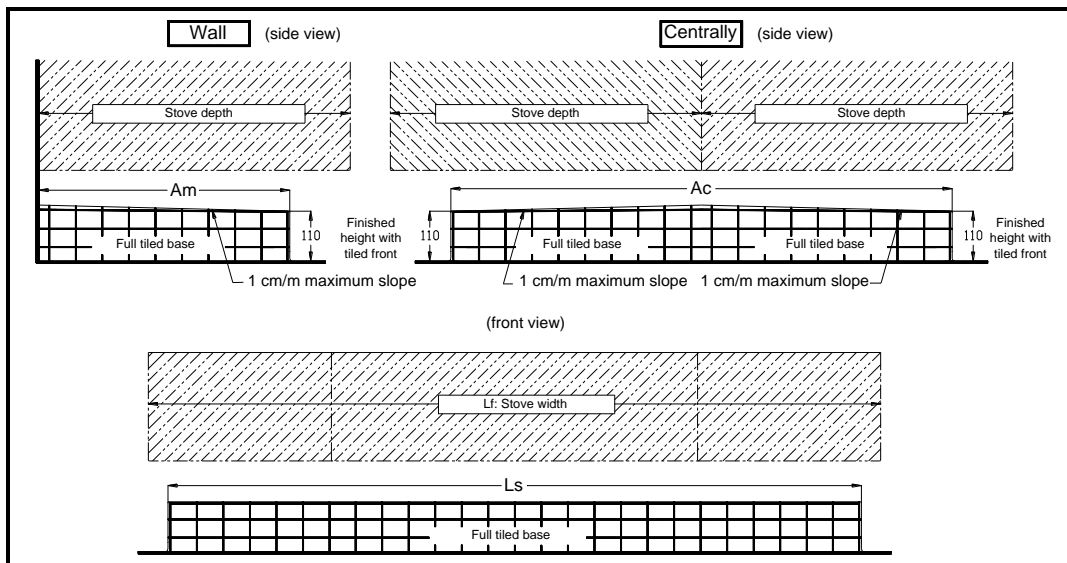 Wall (side view)
Centrally (side view)
Stove depth
Stove depth
Stove depth
Am
Ac
110
Finished
height with
tiled front
110
110
Finished
height with
tiled front
Full tiled base
Full tiled base
Full tiled base
1 cm/m maximum slope
1 cm/m maximum slope
1 cm/m maximum slope
(front view)
Lf: Stove width
Ls
Full tiled base